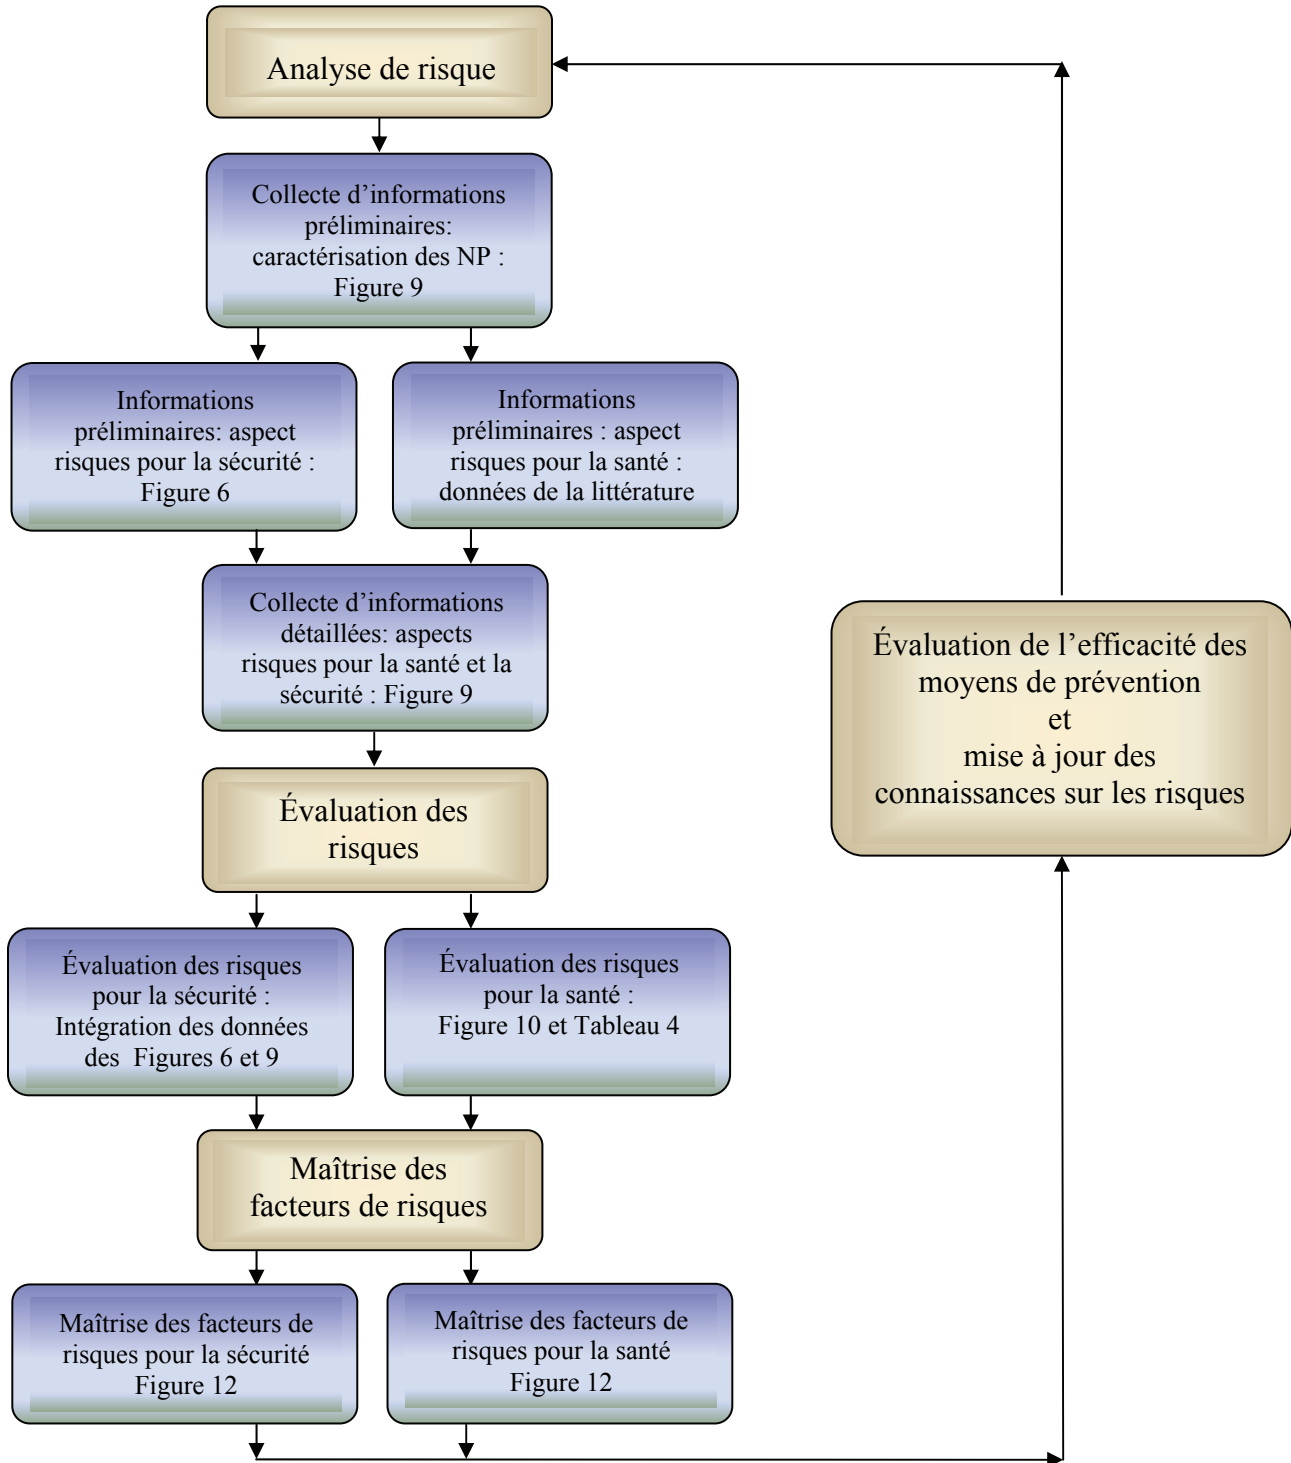 Analyse de risque
Collecte d’informations
préliminaires:
caractérisation des NP :
Figure 9
Informations
préliminaires: aspect
risques pour la sécurité :
Figure 6
Informations
préliminaires : aspect
risques pour la santé :
données de la littérature
Collecte d’informations
détaillées: aspects
risques pour la santé et la
sécurité : Figure 9
Évaluation de l’efficacité des
moyens de prévention
et
mise à jour des
connaissances sur les risques
Évaluation des
risques
Évaluation des risques
pour la sécurité :
Intégration des données
des  Figures 6 et 9
Évaluation des risques
pour la santé :
Figure 10 et Tableau 4
Maîtrise des
facteurs de risques
Maîtrise des facteurs de
risques pour la sécurité
Figure 12
Maîtrise des facteurs de
risques pour la santé
Figure 12